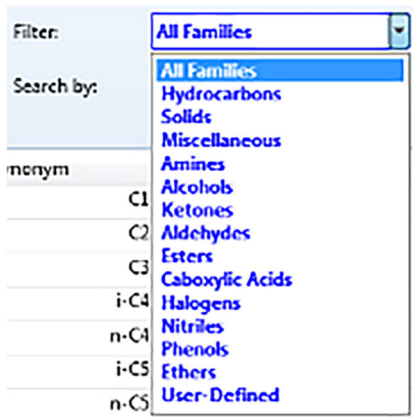 Filter: All Families
Search by:
All Families
Hydrocarbons
Solids
Miscellaneous
Amines
Alcohols
Ketones
Aldehydes
Esters
Caboxylic Acids
Halogens
Nitriles
Phenols
Ethers
User-Defined
nonym
C1
C2
C3
i-C4
n-C4
i-C5
n-C5